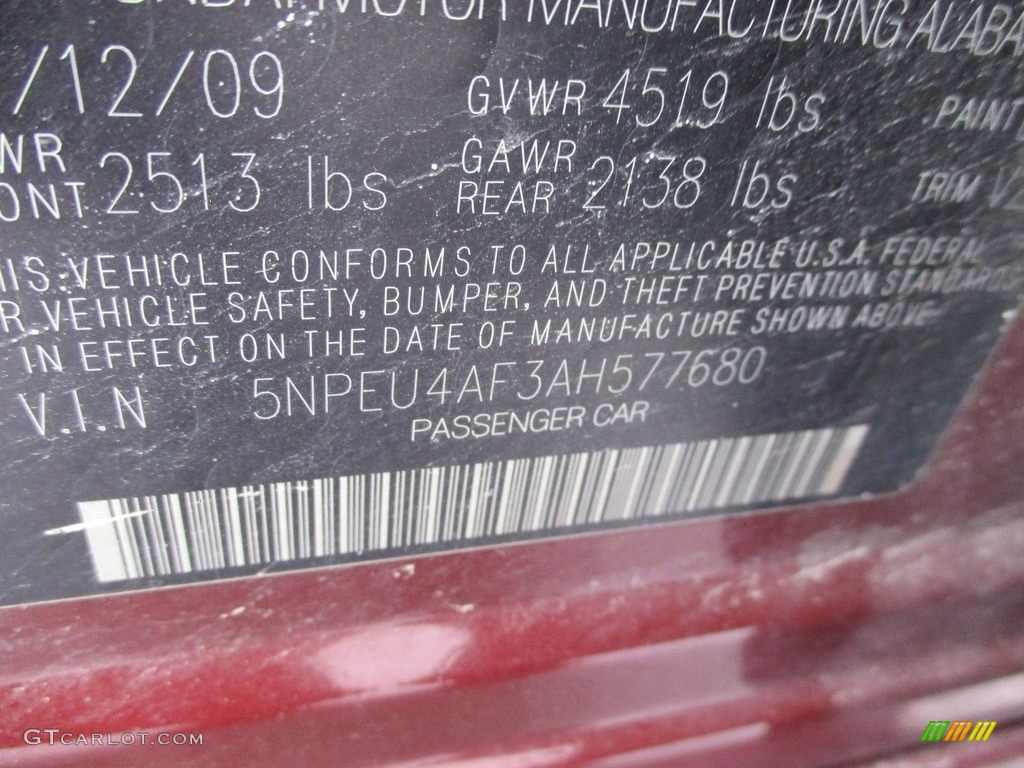 MOTOR MANUFACTURING ALABA
/12/09 GVWR 4519 lbs PAINT
WR ONT 2513 lbs GAWR REAR 2138 lbs TRIM
HIS VEHICLE CONFORMS TO ALL APPLICABLE U.S.A. FEDERAL
R VEHICLE SAFETY, BUMPER, AND THEFT PREVENTION STANDARDS
IN EFFECT ON THE DATE OF MANUFACTURE SHOWN ABOVE
V.I.N 5NPEU4AF3AH577680
PASSENGER CAR
GTCARLOT.COM